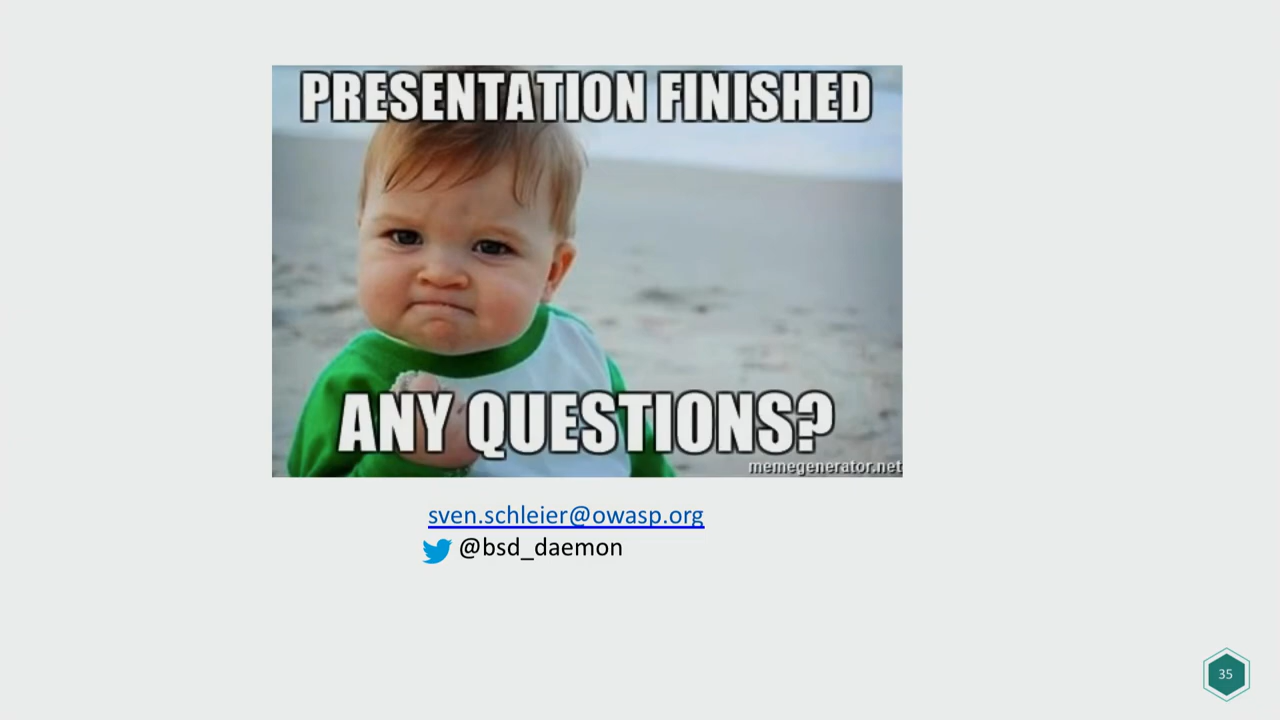 PRESENTATION FINISHED
ANY QUESTIONS?
memegenerator.net
sven.schleier@owasp.org
@bsd_daemon
35